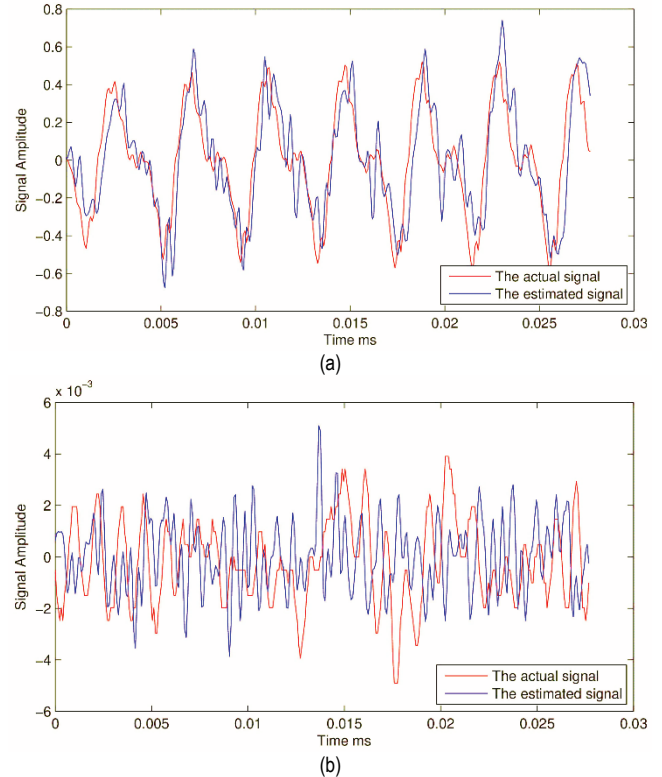 0.8
0.6
0.4
0.2
0
−0.2
−0.4
−0.6
−0.8
Signal Amplitude
0 0.005 0.01 0.015 0.02 0.025 0.03
Time ms
The actual signal
The estimated signal
(a)
x 10⁻³
6
4
2
0
−2
−4
−6
Signal Amplitude
0 0.005 0.01 0.015 0.02 0.025 0.03
Time ms
The actual signal
The estimated signal
(b)